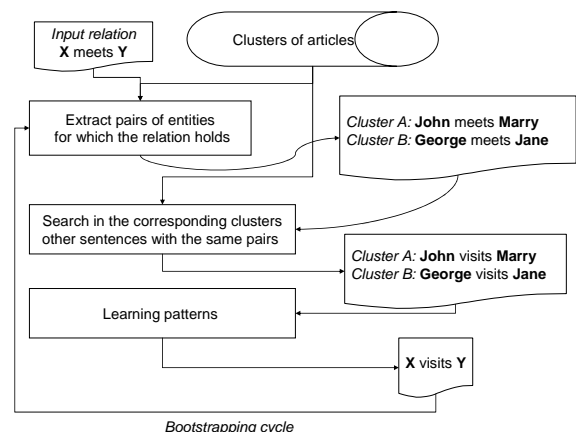 Input relation
X meets Y
Clusters of articles
Extract pairs of entities
for which the relation holds
Cluster A: John meets Marry
Cluster B: George meets Jane
Search in the corresponding clusters
other sentences with the same pairs
Cluster A: John visits Marry
Cluster B: George visits Jane
Learning patterns
X visits Y
Bootstrapping cycle